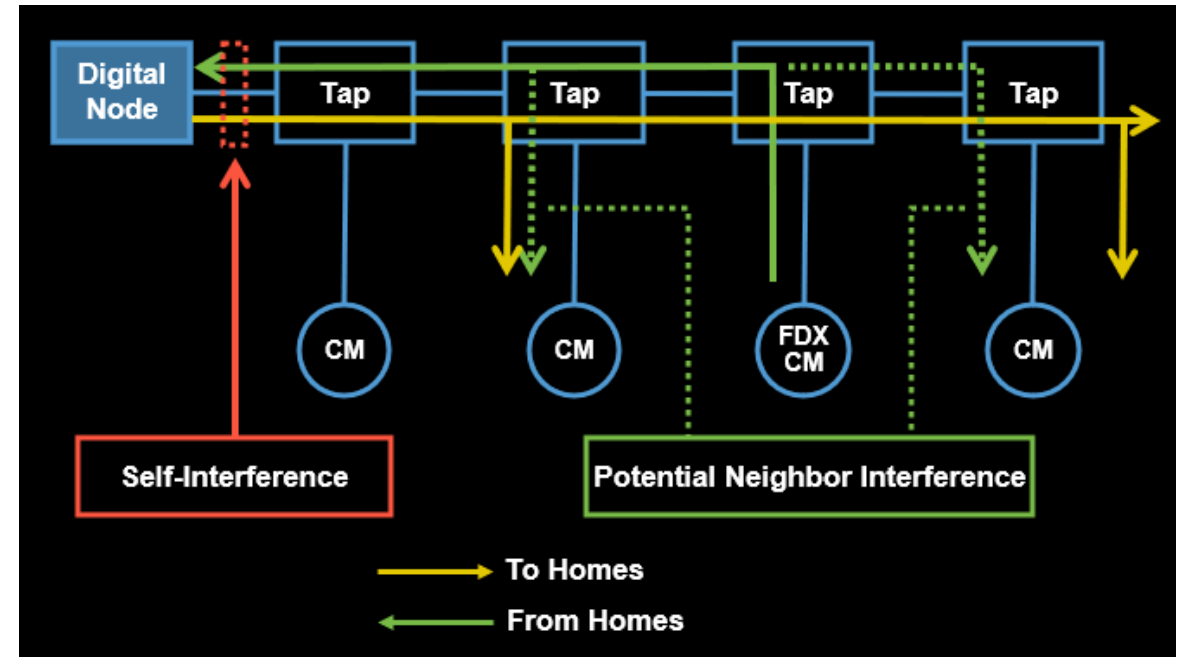 Digital
Node
Tap
Tap
Tap
Tap
CM
CM
FDX
CM
CM
Self-Interference
Potential Neighbor Interference
To Homes
From Homes